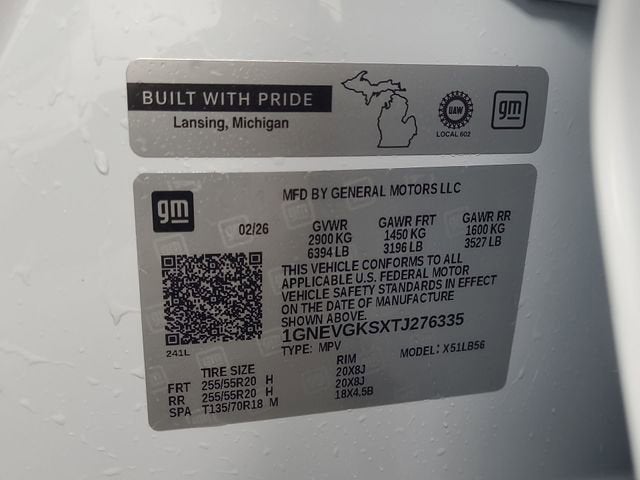 BUILT WITH PRIDE
Lansing, Michigan
UAW
LOCAL 602
gm
gm
MFD BY GENERAL MOTORS LLC
02/26 GVWR GAWR FRT GAWR RR
2900 KG 1450 KG 1600 KG
6394 LB 3196 LB 3527 LB
THIS VEHICLE CONFORMS TO ALL
APPLICABLE U.S. FEDERAL MOTOR
VEHICLE SAFETY STANDARDS IN EFFECT
ON THE DATE OF MANUFACTURE
SHOWN ABOVE.
1GNEVGKSXTJ276335
TYPE: MPV MODEL: X51LB56
241L
TIRE SIZE RIM
FRT 255/55R20 H 20X8J
RR 255/55R20 H 20X8J
SPA T135/70R18 M 18X4.5B